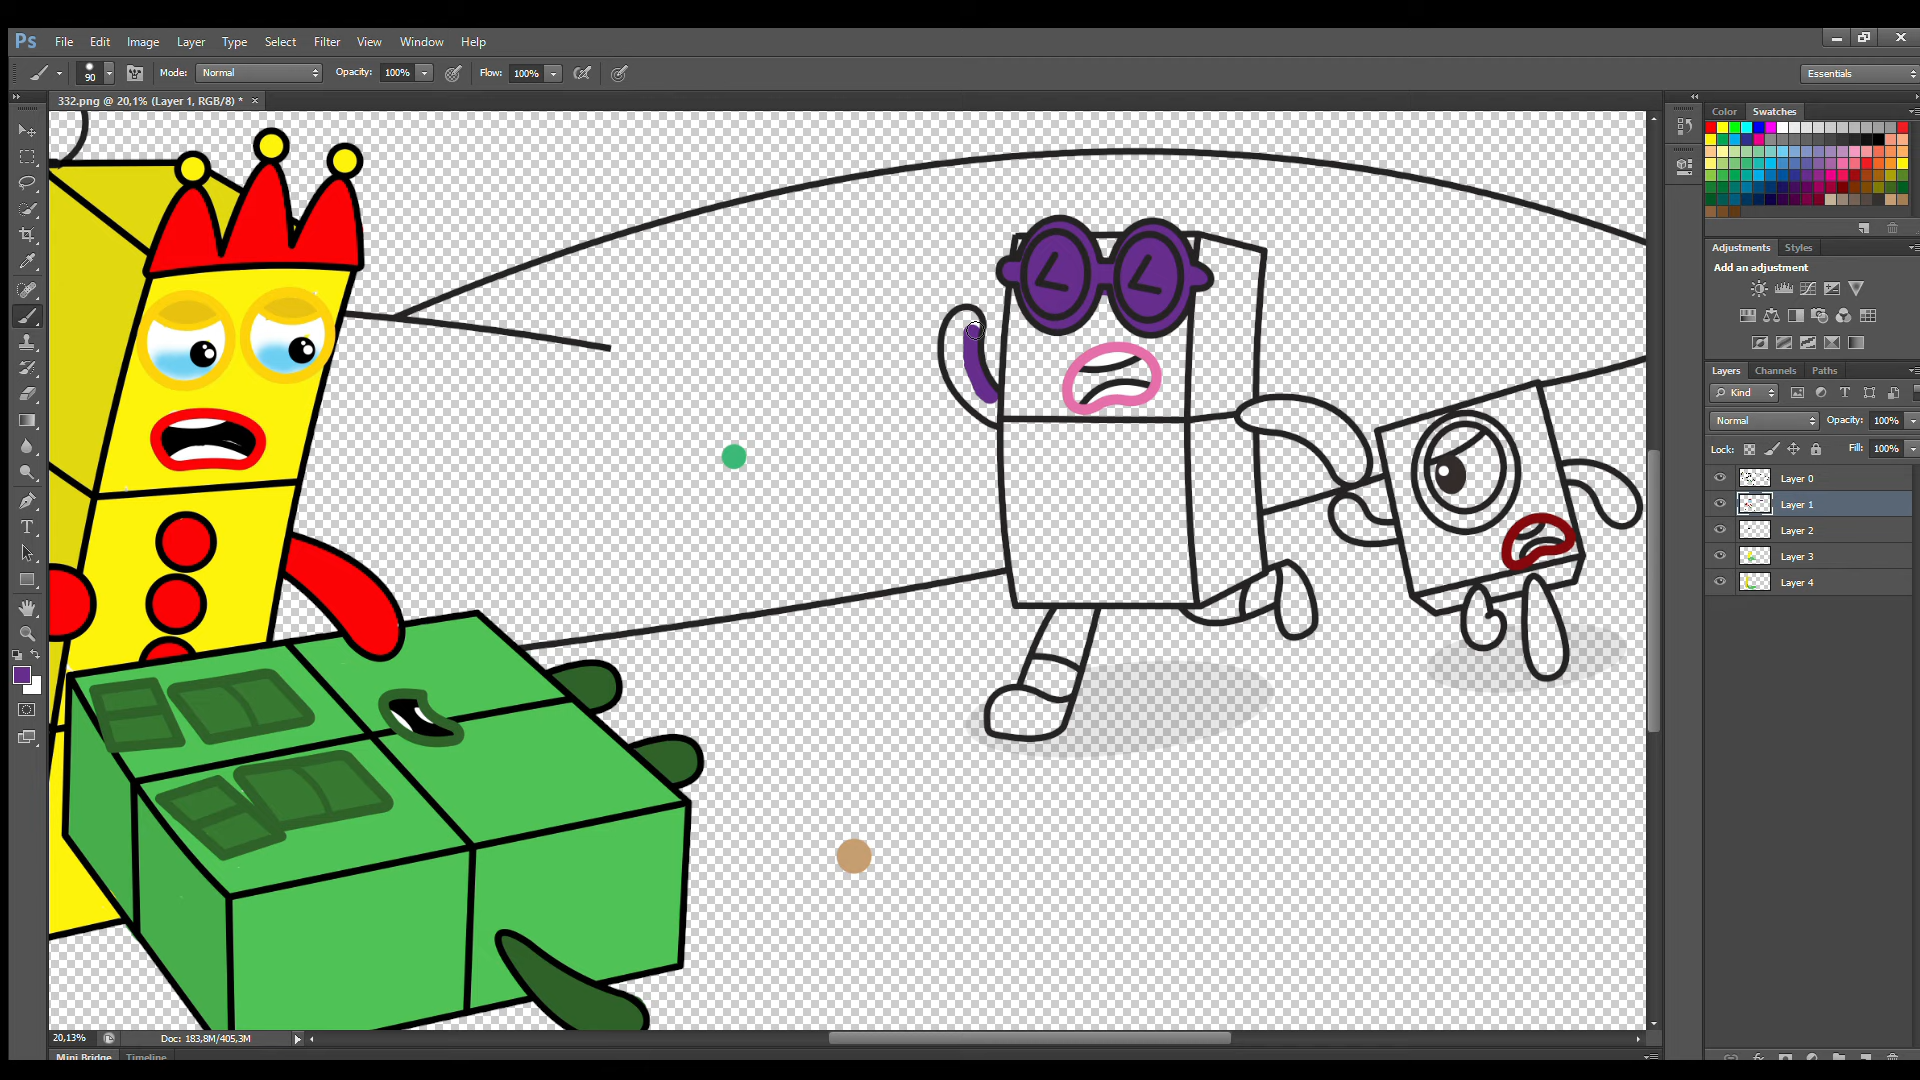 Ps File Edit Image Layer Type Select Filter View Window Help
90 Mode: Normal Opacity: 100% Flow: 100% Essentials
332.png @ 20,1% (Layer 1, RGB/8) * ×
Color Swatches
Adjustments Styles
Add an adjustment
Layers Channels Paths
Kind
Normal Opacity: 100%
Lock: Fill: 100%
Layer 0
Layer 1
Layer 2
Layer 3
Layer 4
20,13% Doc: 183,8M/405,3M
Mini Bridge Timeline